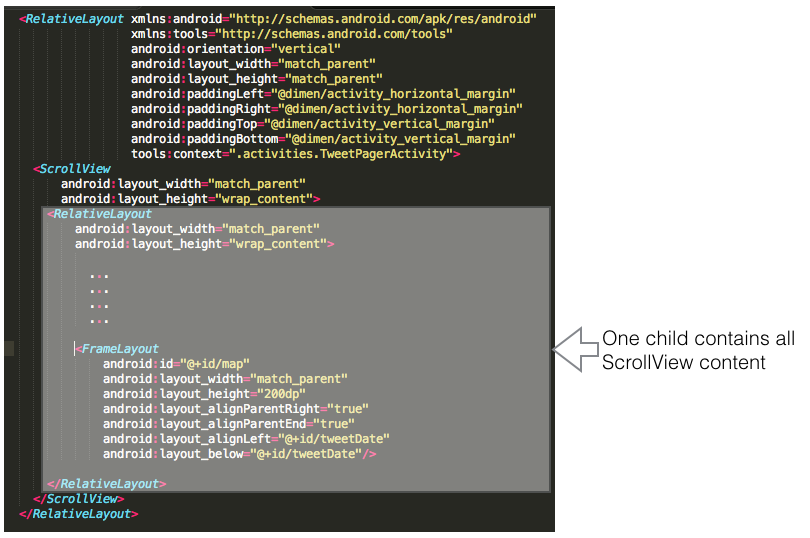 <RelativeLayout xmlns:android="http://schemas.android.com/apk/res/android"
xmlns:tools="http://schemas.android.com/tools"
android:orientation="vertical"
android:layout_width="match_parent"
android:layout_height="match_parent"
android:paddingLeft="@dimen/activity_horizontal_margin"
android:paddingRight="@dimen/activity_horizontal_margin"
android:paddingTop="@dimen/activity_vertical_margin"
android:paddingBottom="@dimen/activity_vertical_margin"
tools:context=".activities.TweetPagerActivity">
<ScrollView
android:layout_width="match_parent"
android:layout_height="wrap_content">
<RelativeLayout
android:layout_width="match_parent"
android:layout_height="wrap_content">
...
...
...
...
<FrameLayout
android:id="@+id/map"
android:layout_width="match_parent"
android:layout_height="200dp"
android:layout_alignParentRight="true"
android:layout_alignParentEnd="true"
android:layout_alignLeft="@+id/tweetDate"
android:layout_below="@+id/tweetDate"/>
</RelativeLayout>
</ScrollView>
</RelativeLayout>
One child contains all
ScrollView content